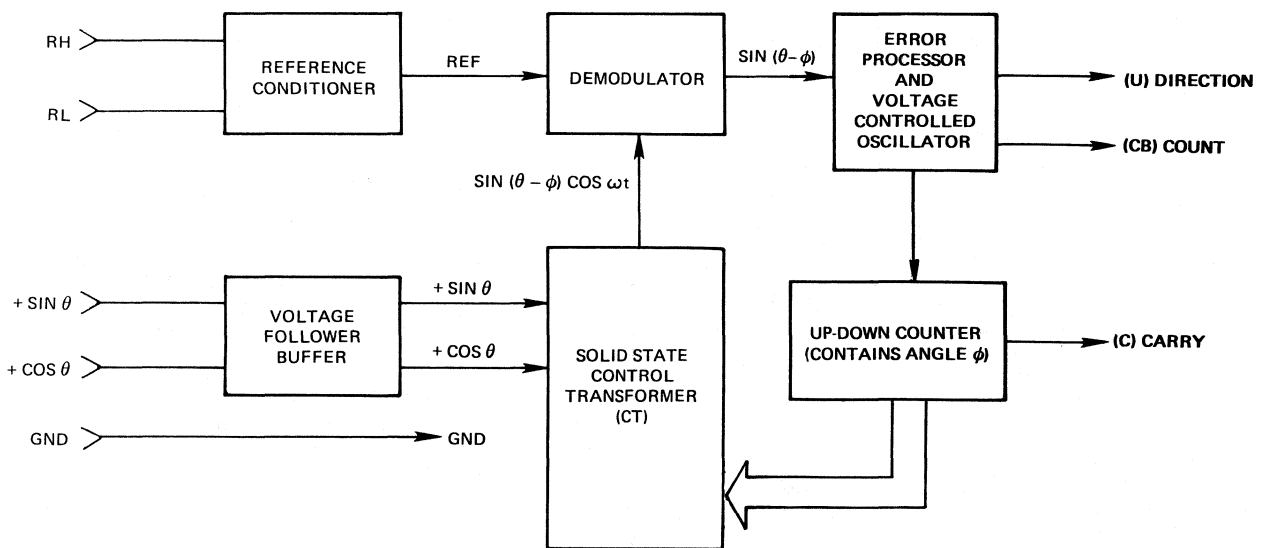 RH
RL
REFERENCE
CONDITIONER
REF
DEMODULATOR
SIN (θ–ϕ)
ERROR
PROCESSOR
AND
VOLTAGE
CONTROLLED
OSCILLATOR
(U) DIRECTION
(CB) COUNT
SIN (θ – ϕ) COS ωt
+ SIN θ
+ COS θ
GND
VOLTAGE
FOLLOWER
BUFFER
+ SIN θ
+ COS θ
GND
SOLID STATE
CONTROL
TRANSFORMER
(CT)
UP-DOWN COUNTER
(CONTAINS ANGLE ϕ)
(C) CARRY